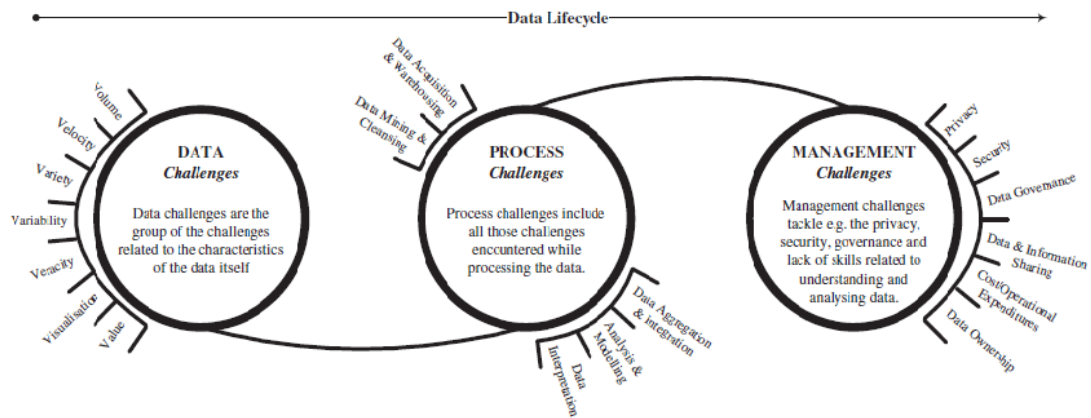 Data Lifecycle
Volume
Velocity
Variety
Variability
Veracity
Visualisation
Value
DATA
Challenges
Data challenges are the
group of the challenges
related to the characteristics
of the data itself
Data Acquisition
& Warehousing
Data Mining &
Cleansing
PROCESS
Challenges
Process challenges include
all those challenges
encountered while
processing the data.
Data Aggregation
& Integration
Analysis &
Modelling
Data
Interpretation
MANAGEMENT
Challenges
Management challenges
tackle e.g. the privacy,
security, governance and
lack of skills related to
understanding and
analysing data.
Privacy
Security
Data Governance
Data & Information
Sharing
Cost/Operational
Expenditures
Data Ownership